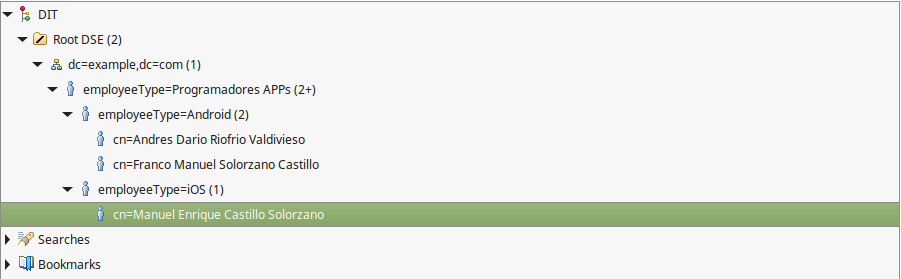 DIT
Root DSE (2)
dc=example,dc=com (1)
employeeType=Programadores APPs (2+)
employeeType=Android (2)
cn=Andres Dario Riofrio Valdivieso
cn=Franco Manuel Solorzano Castillo
employeeType=iOS (1)
cn=Manuel Enrique Castillo Solorzano
Searches
Bookmarks